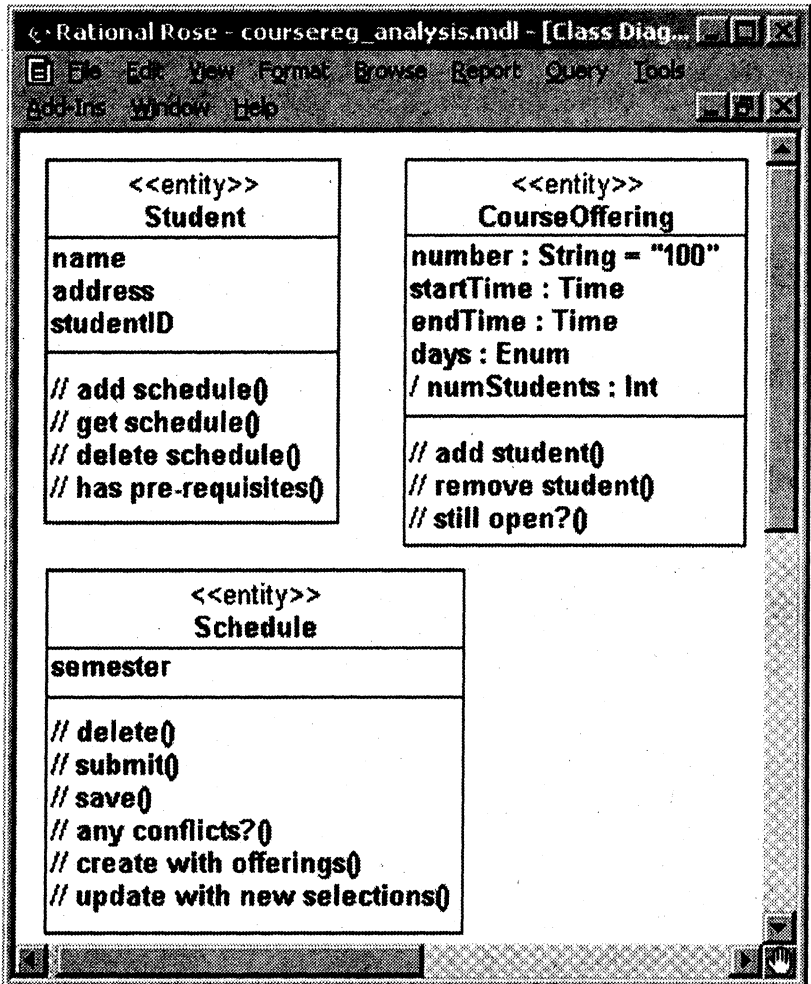 Rational Rose - coursereg_analysis.mdl - [Class Diag...
File Edit View Format Browse Report Query Tools
Add-Ins Window Help
<<entity>>
Student
name
address
studentID
// add schedule()
// get schedule()
// delete schedule()
// has pre-requisites()
<<entity>>
CourseOffering
number : String = "100"
startTime : Time
endTime : Time
days : Enum
/ numStudents : Int
// add student()
// remove student()
// still open?()
<<entity>>
Schedule
semester
// delete()
// submit()
// save()
// any conflicts?()
// create with offerings()
// update with new selections()